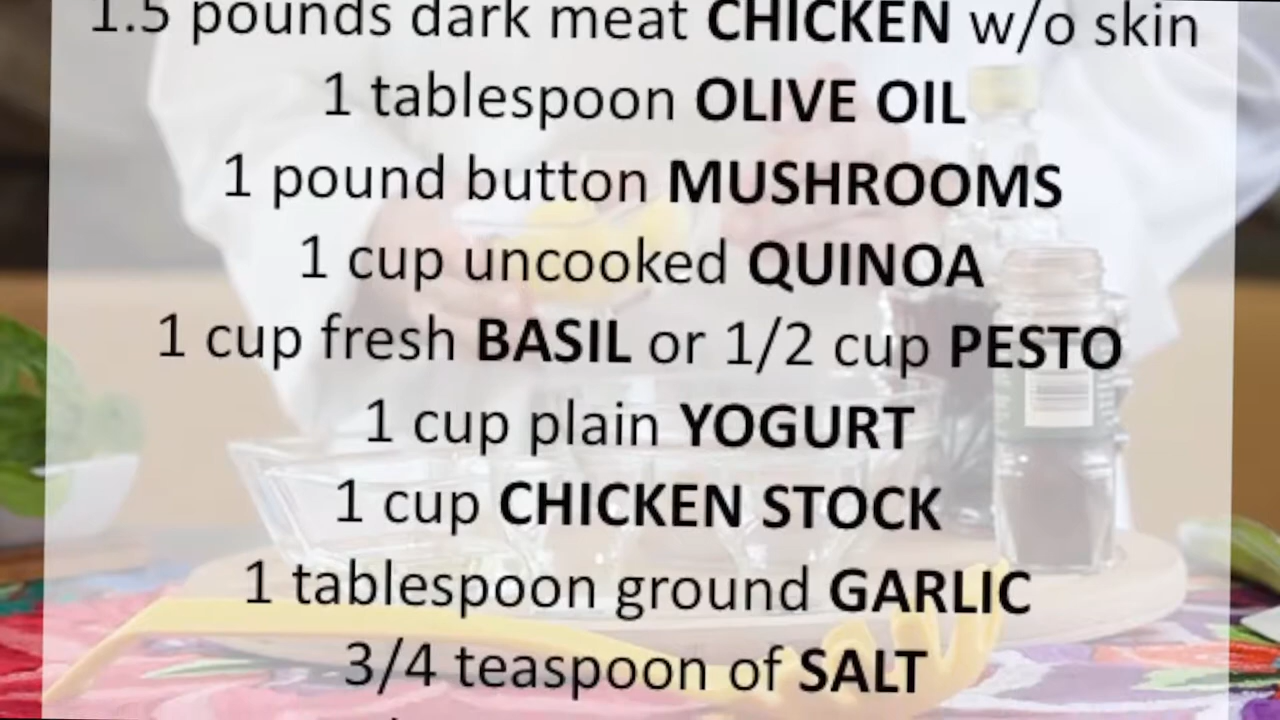 1.5 pounds dark meat CHICKEN w/o skin
1 tablespoon OLIVE OIL
1 pound button MUSHROOMS
1 cup uncooked QUINOA
1 cup fresh BASIL or 1/2 cup PESTO
1 cup plain YOGURT
1 cup CHICKEN STOCK
1 tablespoon ground GARLIC
3/4 teaspoon of SALT